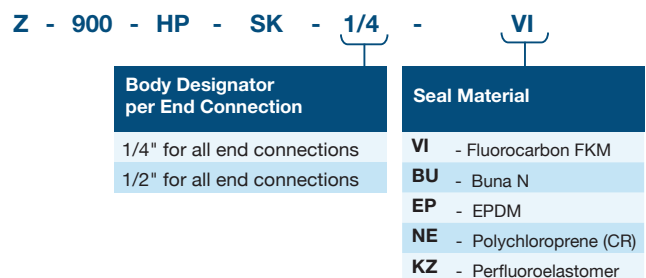 Z - 900 - HP - SK - 1/4 - VI
Body Designator
per End Connection
1/4" for all end connections
1/2" for all end connections
Seal Material
VI - Fluorocarbon FKM
BU - Buna N
EP - EPDM
NE - Polychloroprene (CR)
KZ - Perfluoroelastomer